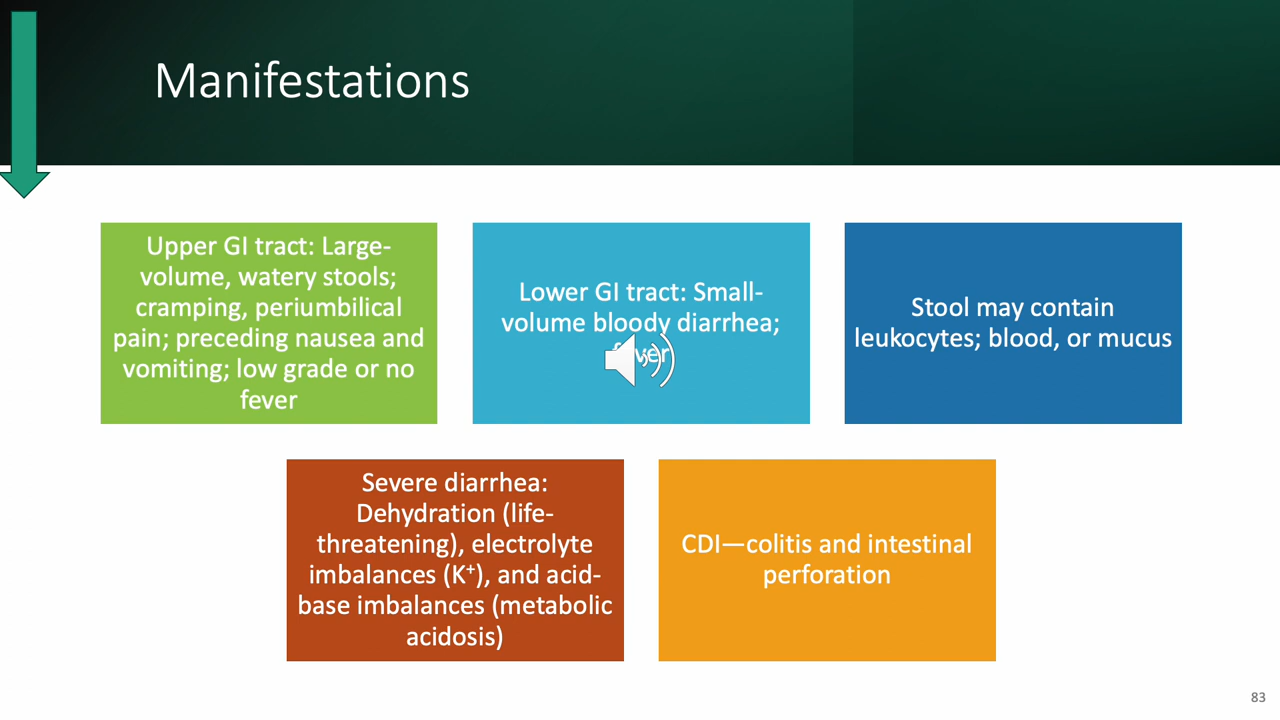 Manifestations
Upper GI tract: Large-
volume, watery stools;
cramping, periumbilical
pain; preceding nausea and
vomiting; low grade or no
fever
Lower GI tract: Small-
volume bloody diarrhea;
fever
Stool may contain
leukocytes; blood, or mucus
Severe diarrhea:
Dehydration (life-
threatening), electrolyte
imbalances (K⁺), and acid-
base imbalances (metabolic
acidosis)
CDI—colitis and intestinal
perforation
83